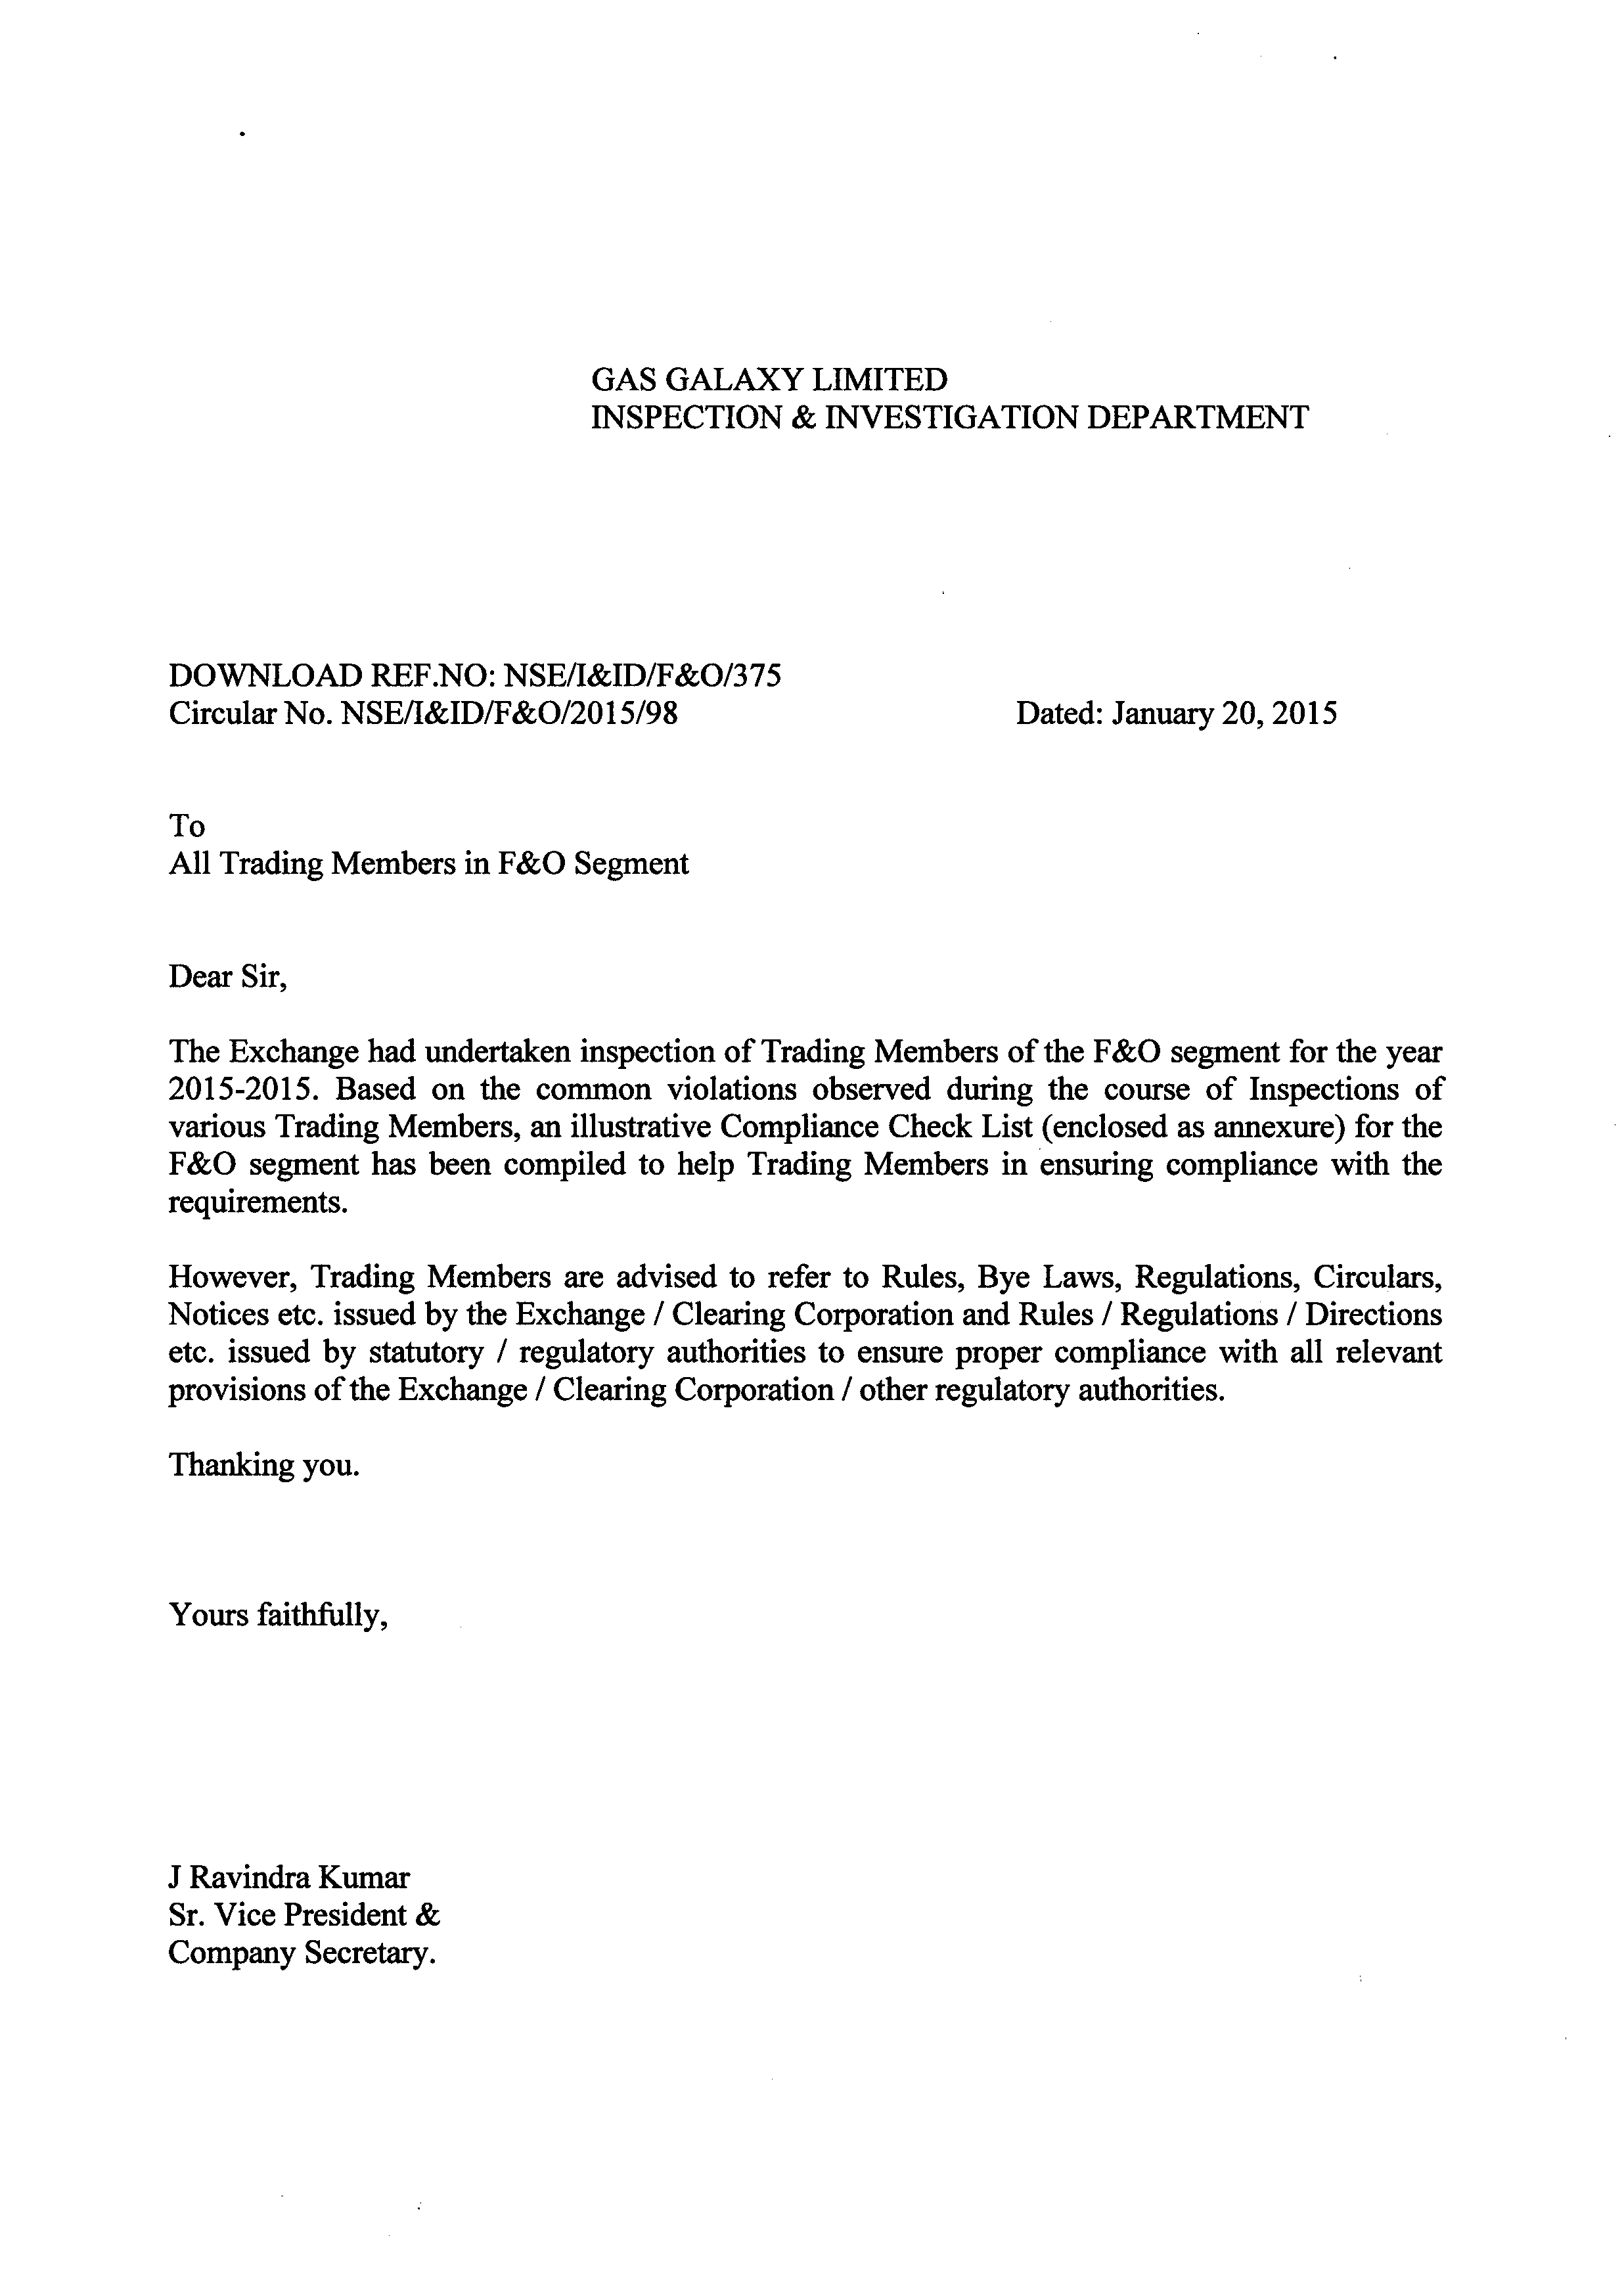 GAS GALAXY LIMITED
INSPECTION & INVESTIGATION DEPARTMENT
DOWNLOAD REF.NO: NSE/I&ID/F&O/375
Circular No. NSE/I&ID/F&O/2015/98 Dated: January 20, 2015
To
All Trading Members in F&O Segment
Dear Sir,
The Exchange had undertaken inspection of Trading Members of the F&O segment for the year
2015-2015. Based on the common violations observed during the course of Inspections of
various Trading Members, an illustrative Compliance Check List (enclosed as annexure) for the
F&O segment has been compiled to help Trading Members in ensuring compliance with the
requirements.
However, Trading Members are advised to refer to Rules, Bye Laws, Regulations, Circulars,
Notices etc. issued by the Exchange / Clearing Corporation and Rules / Regulations / Directions
etc. issued by statutory / regulatory authorities to ensure proper compliance with all relevant
provisions of the Exchange / Clearing Corporation / other regulatory authorities.
Thanking you.
Yours faithfully,
J Ravindra Kumar
Sr. Vice President &
Company Secretary.